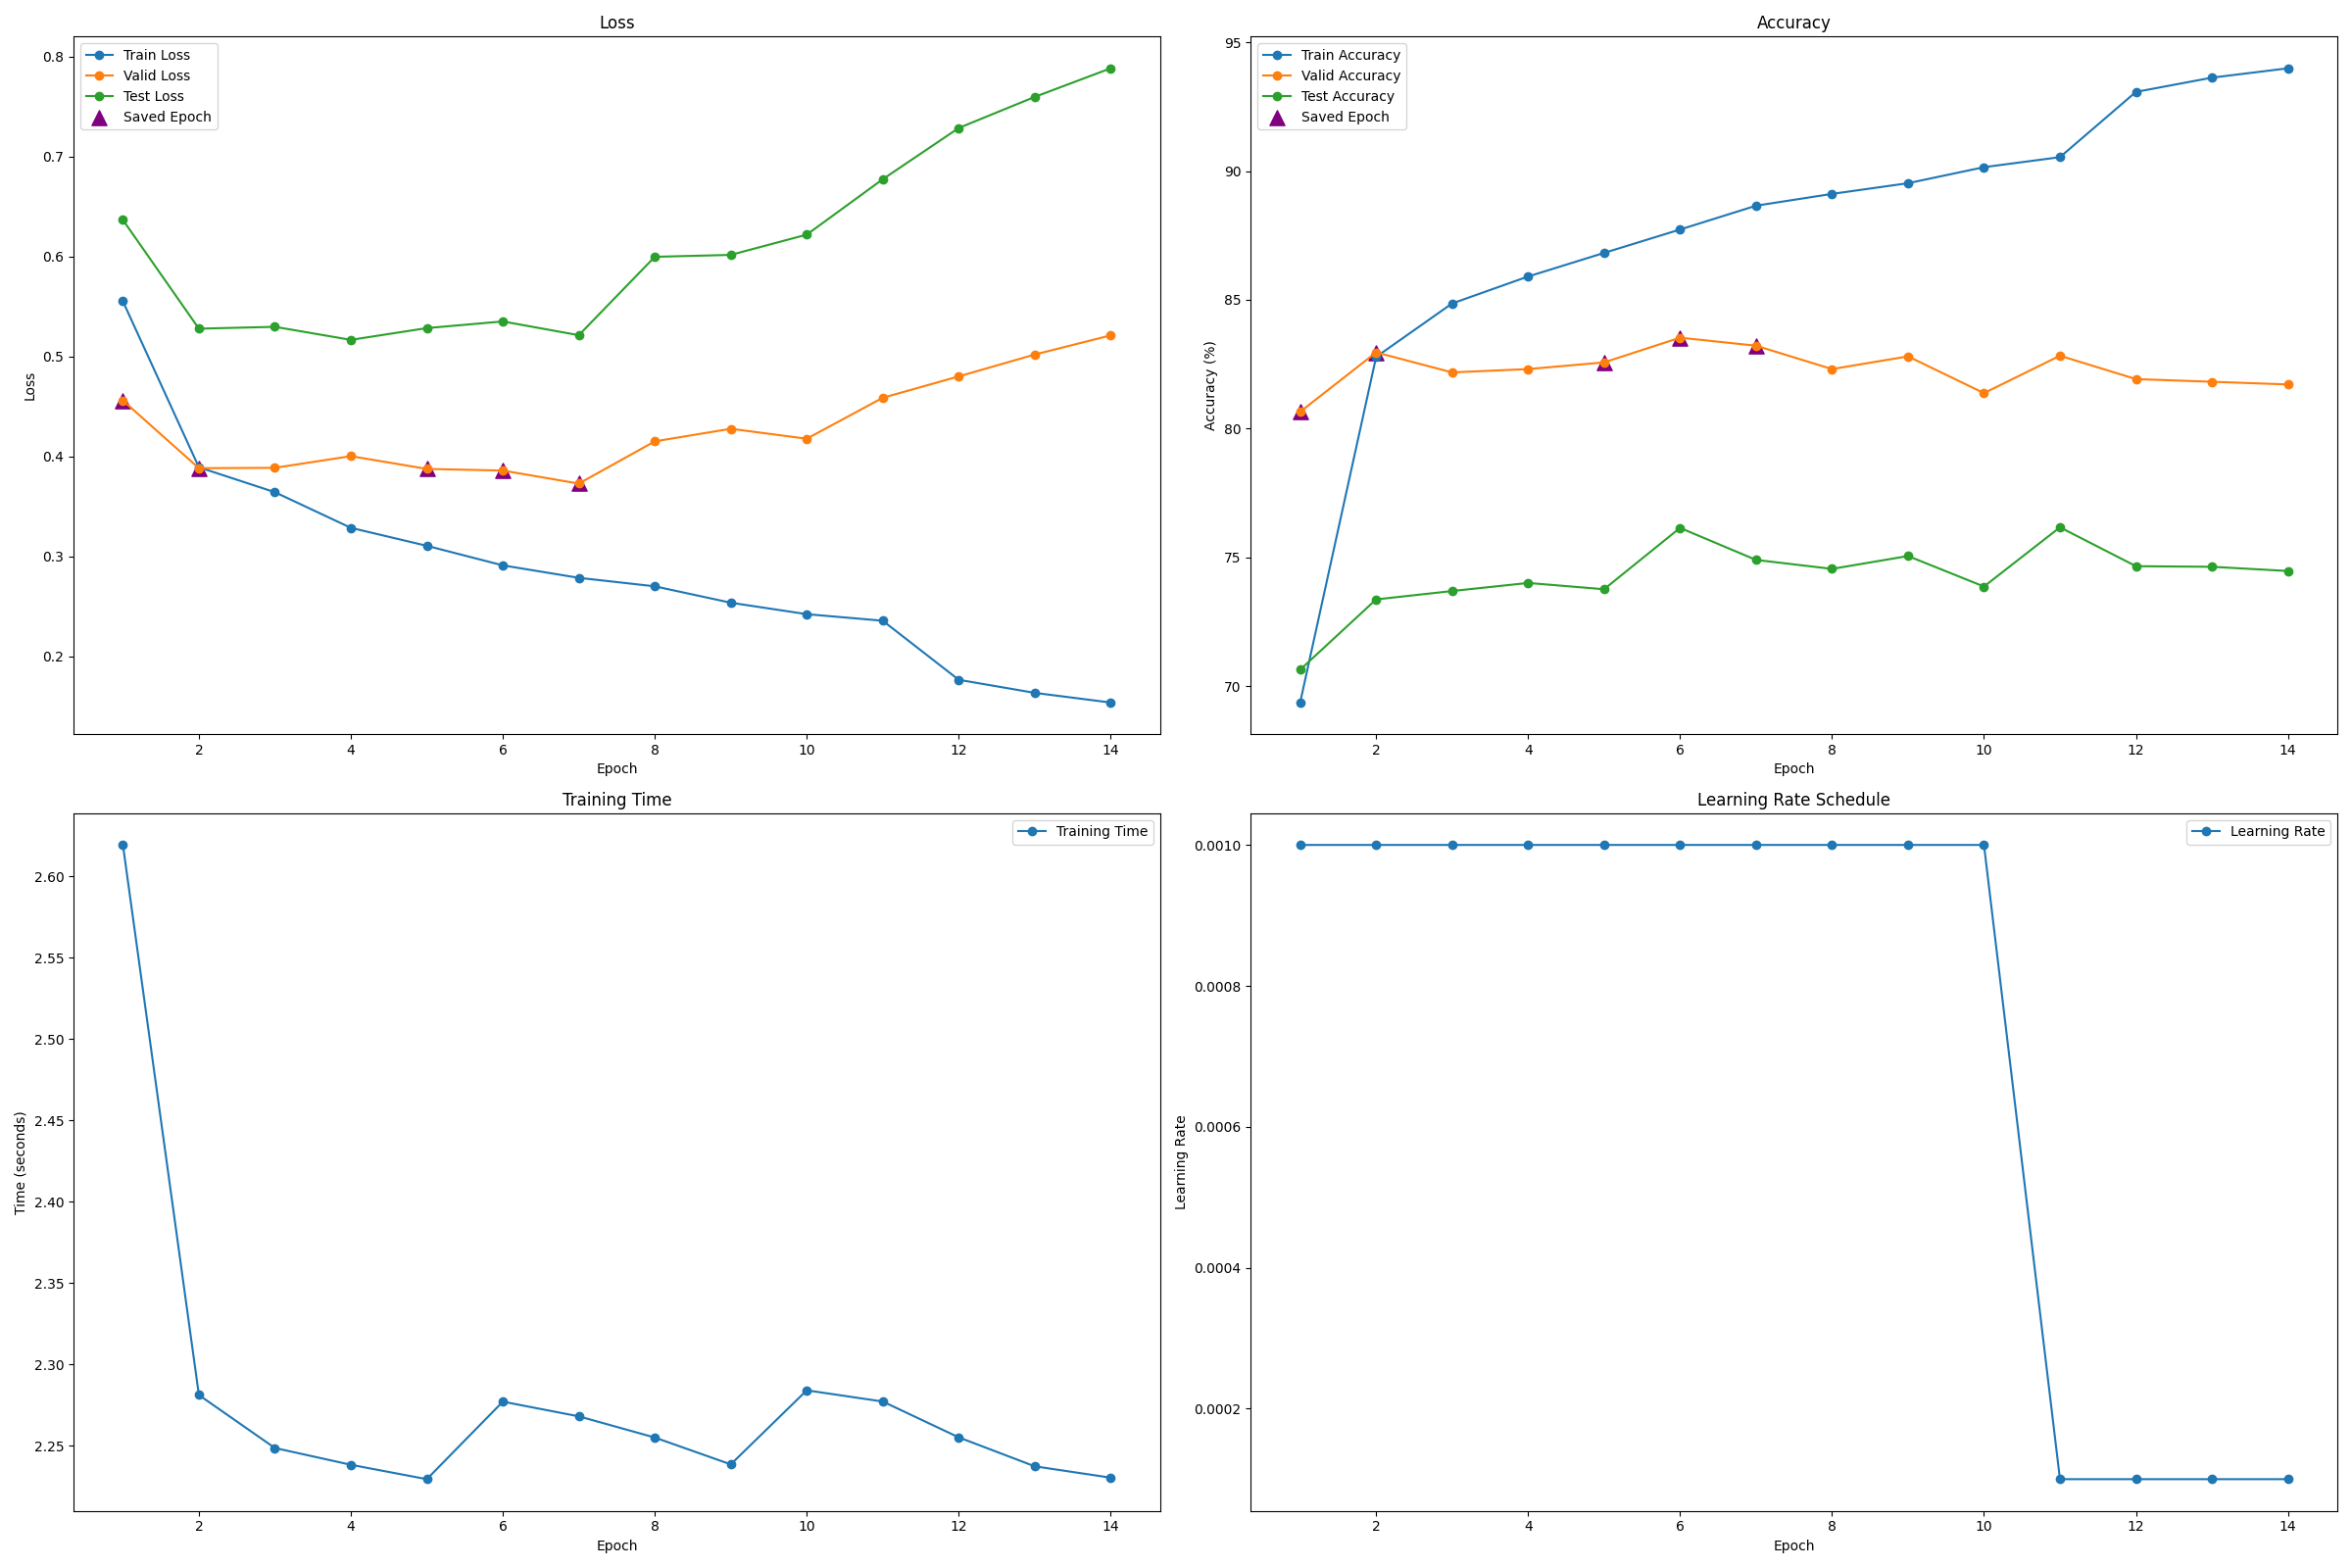 Loss
Train Loss
Valid Loss
Test Loss
Saved Epoch
0.8
0.7
0.6
0.5
0.4
0.3
0.2
Loss
2 4 6 8 10 12 14
Epoch
Accuracy
Train Accuracy
Valid Accuracy
Test Accuracy
Saved Epoch
95
90
85
80
75
70
Accuracy (%)
2 4 6 8 10 12 14
Epoch
Training Time
Training Time
2.60
2.55
2.50
2.45
2.40
2.35
2.30
2.25
Time (seconds)
2 4 6 8 10 12 14
Epoch
Learning Rate Schedule
Learning Rate
0.0010
0.0008
0.0006
0.0004
0.0002
Learning Rate
2 4 6 8 10 12 14
Epoch